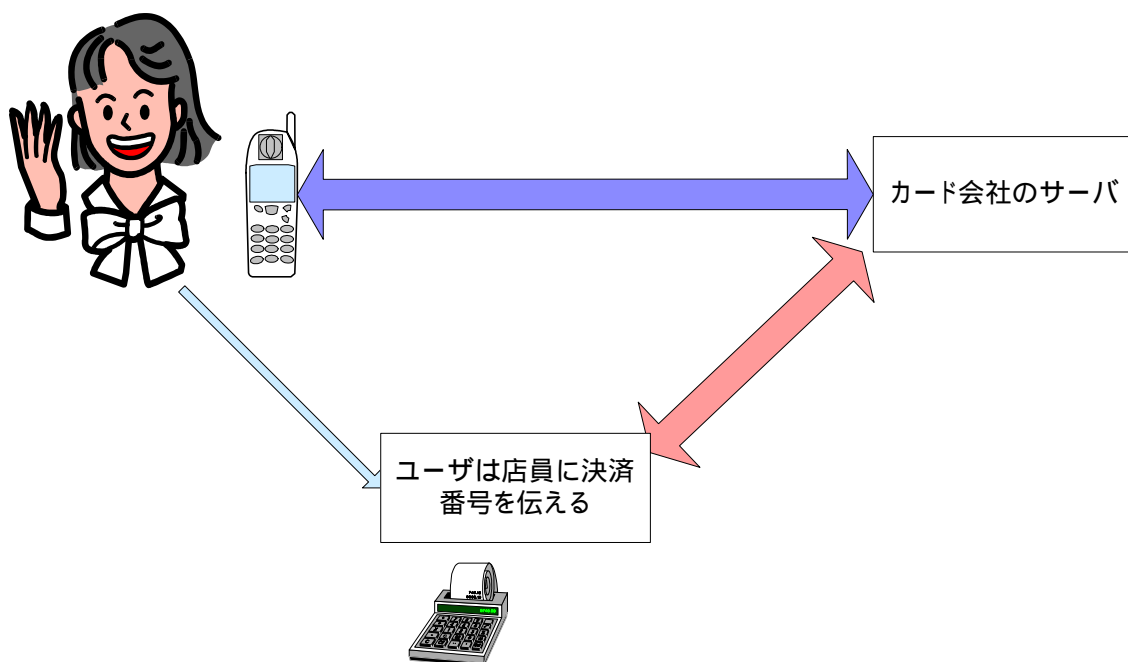 カード会社のサーバ
ユーザは店員に決済
番号を伝える